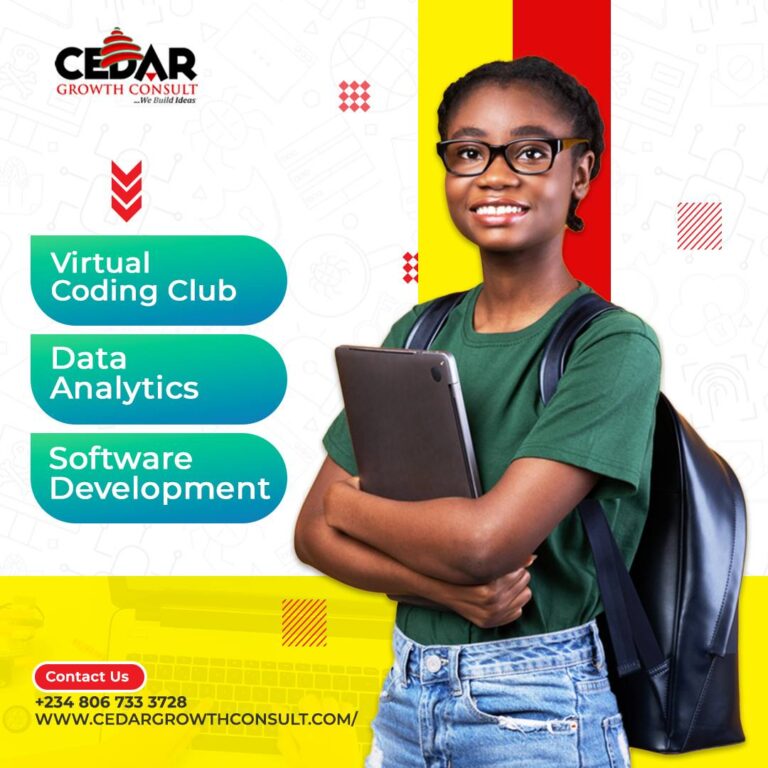 CEDAR
GROWTH CONSULT
...We Build Ideas
Virtual
Coding Club
Data
Analytics
Software
Development
Contact Us
+234 806 733 3728
WWW.CEDARGROWTHCONSULT.COM/